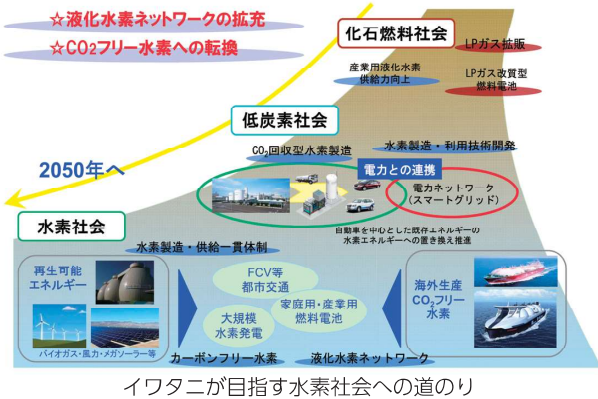 ☆液化水素ネットワークの拡充
☆CO2フリー水素への転換
化石燃料社会
LPガス拡販
産業用液化水素
供給力向上
LPガス改質型
燃料電池
低炭素社会
CO2回収型水素製造
水素製造・利用技術開発
2050年へ
電力との連携
電力ネットワーク
(スマートグリッド)
水素社会
自動車を中心とした既存エネルギーの
水素エネルギーへの置き換え推進
水素製造・供給一貫体制
再生可能
エネルギー
FCV等
都市交通
家庭用・産業用
燃料電池
大規模
水素発電
海外生産
CO2フリー
水素
バイオガス・風力・メガソーラー等
カーボンフリー水素
液化水素ネットワーク
イワタニが目指す水素社会への道のり